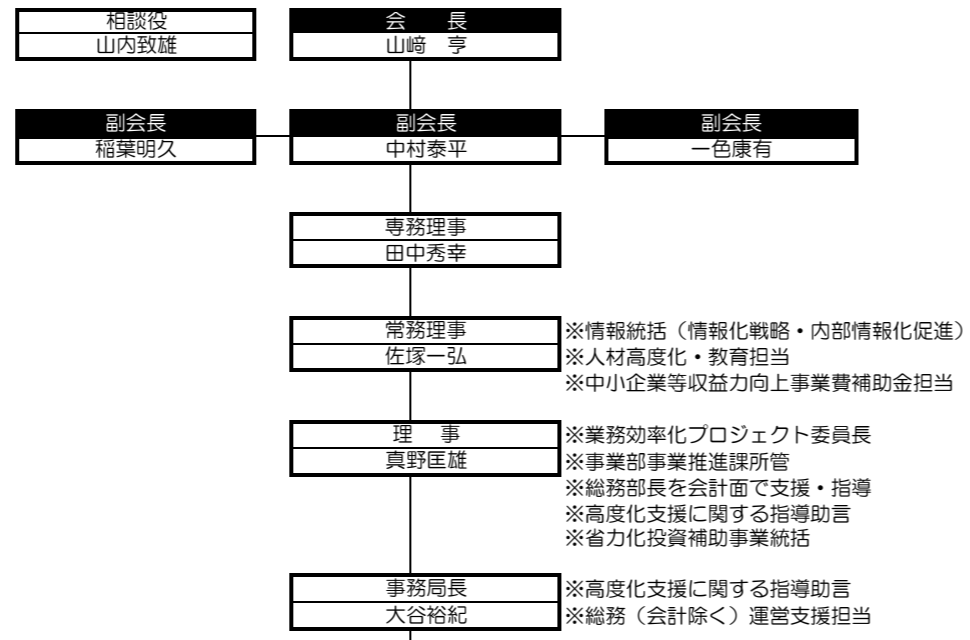 相談役
山内致雄
会　長
山﨑　亨
副会長
稲葉明久
副会長
中村泰平
副会長
一色康有
専務理事
田中秀幸
常務理事
佐塚一弘
※情報統括（情報化戦略・内部情報化促進）
※人材高度化・教育担当
※中小企業等収益力向上事業費補助金担当
理　事
真野匡雄
※業務効率化プロジェクト委員長
※事業部事業推進課所管
※総務部長を会計面で支援・指導
※高度化支援に関する指導助言
※省力化投資補助事業統括
事務局長
大谷裕紀
※高度化支援に関する指導助言
※総務（会計除く）運営支援担当